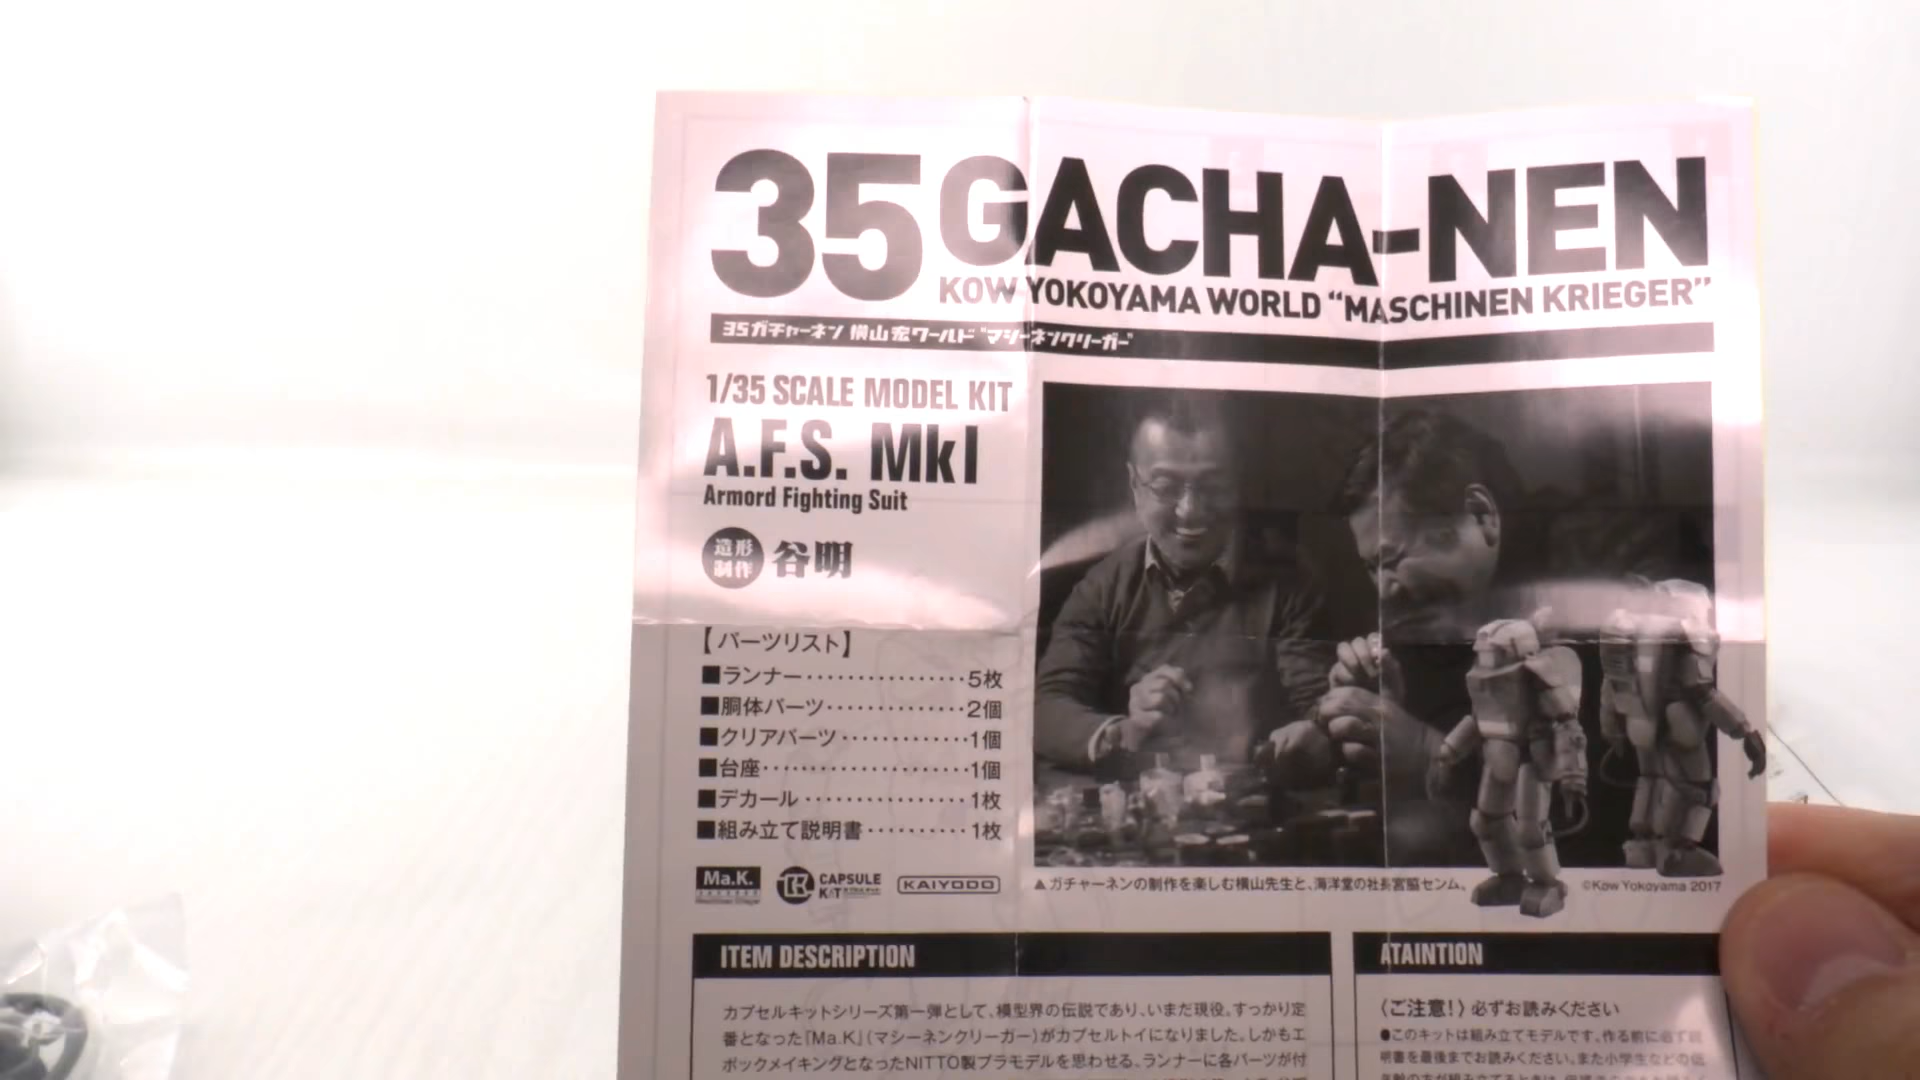 35 GACHA-NEN
KOW YOKOYAMA WORLD “MASCHINEN KRIEGER”
35ガチャーネン 横山宏ワールド “マシーネンクリーガー”
1/35 SCALE MODEL KIT
A.F.S. MkI
Armord Fighting Suit
造形制作 谷明
【パーツリスト】
■ランナー················5枚
■胴体パーツ··············2個
■クリアパーツ·············1個
■台座·····················1個
■デカール················1枚
■組み立て説明書··········1枚
Ma.K.
CAPSULE
KAIYODO
▲ガチャーネンの制作を楽しむ横山先生と、海洋堂の社長宮脇センム。
©Kow Yokoyama 2017
ITEM DESCRIPTION
カプセルキットシリーズ第一弾として、模型界の伝説であり、いまだ現役。すっかり定
番となった「Ma.K」(マシーネンクリーガー)がカプセルトイになりました。しかもエ
ポックメイキングとなったNITTO製プラモデルを思わせる。ランナーに各パーツが付
ATAINTION
〈ご注意!〉必ずお読みください
●このキットは組み立てモデルです。作る前に必ず説
明書を最後までお読みください。また小学生などの低